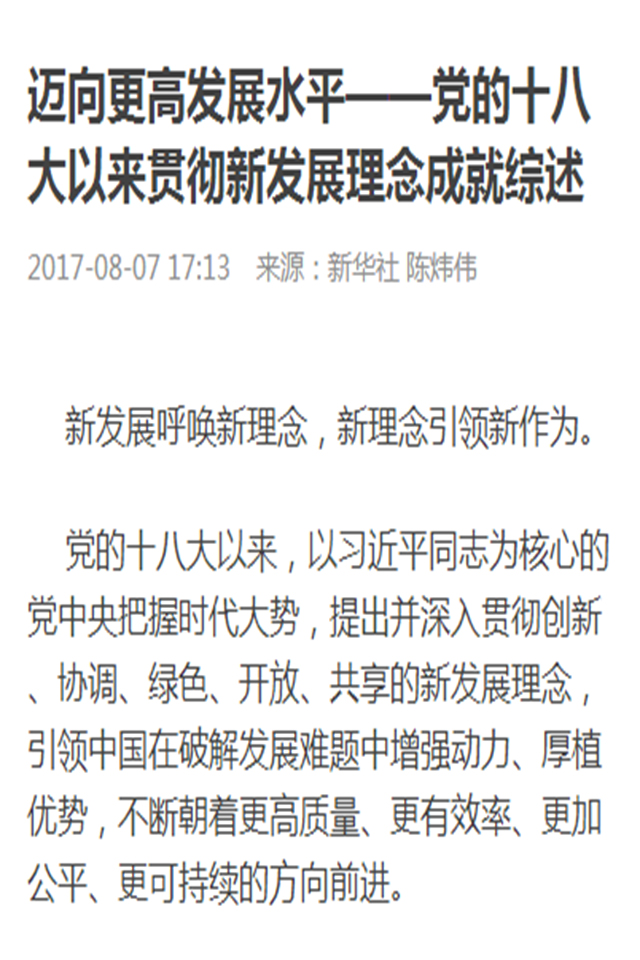 迈向更高发展水平——党的十八
大以来贯彻新发展理念成就综述
2017-08-07 17:13 来源：新华社 陈炜伟
新发展呼唤新理念，新理念引领新作为。
党的十八大以来，以习近平同志为核心的
党中央把握时代大势，提出并深入贯彻创新
、协调、绿色、开放、共享的新发展理念，
引领中国在破解发展难题中增强动力、厚植
优势，不断朝着更高质量、更有效率、更加
公平、更可持续的方向前进。